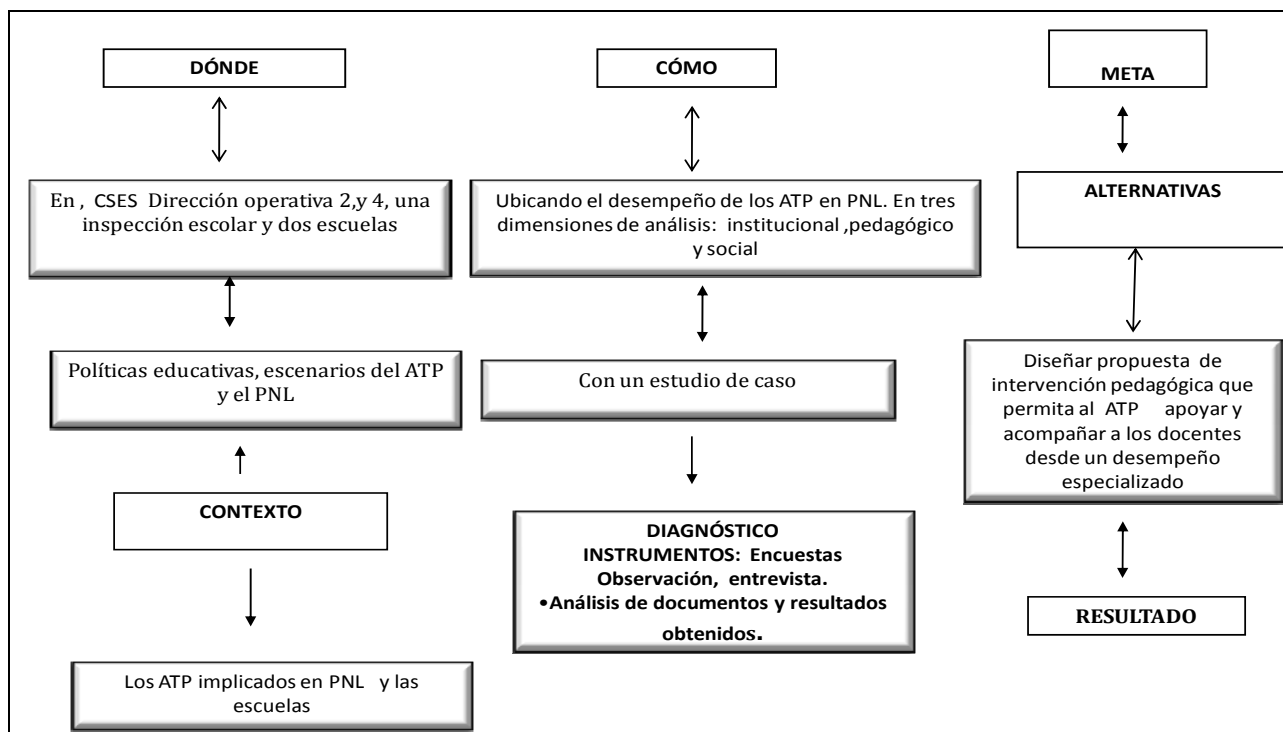 DÓNDE
En , CSES Dirección operativa 2,y 4, una
inspección escolar y dos escuelas
Políticas educativas, escenarios del ATP
y el PNL
CONTEXTO
Los ATP implicados en PNL y las
escuelas
CÓMO
Ubicando el desempeño de los ATP en PNL. En tres
dimensiones de análisis: institucional ,pedagógico
y social
Con un estudio de caso
DIAGNÓSTICO
INSTRUMENTOS: Encuestas
Observación, entrevista.
•Análisis de documentos y resultados
obtenidos.
META
ALTERNATIVAS
Diseñar propuesta de
intervención pedagógica que
permita al ATP apoyar y
acompañar a los docentes
desde un desempeño
especializado
RESULTADO